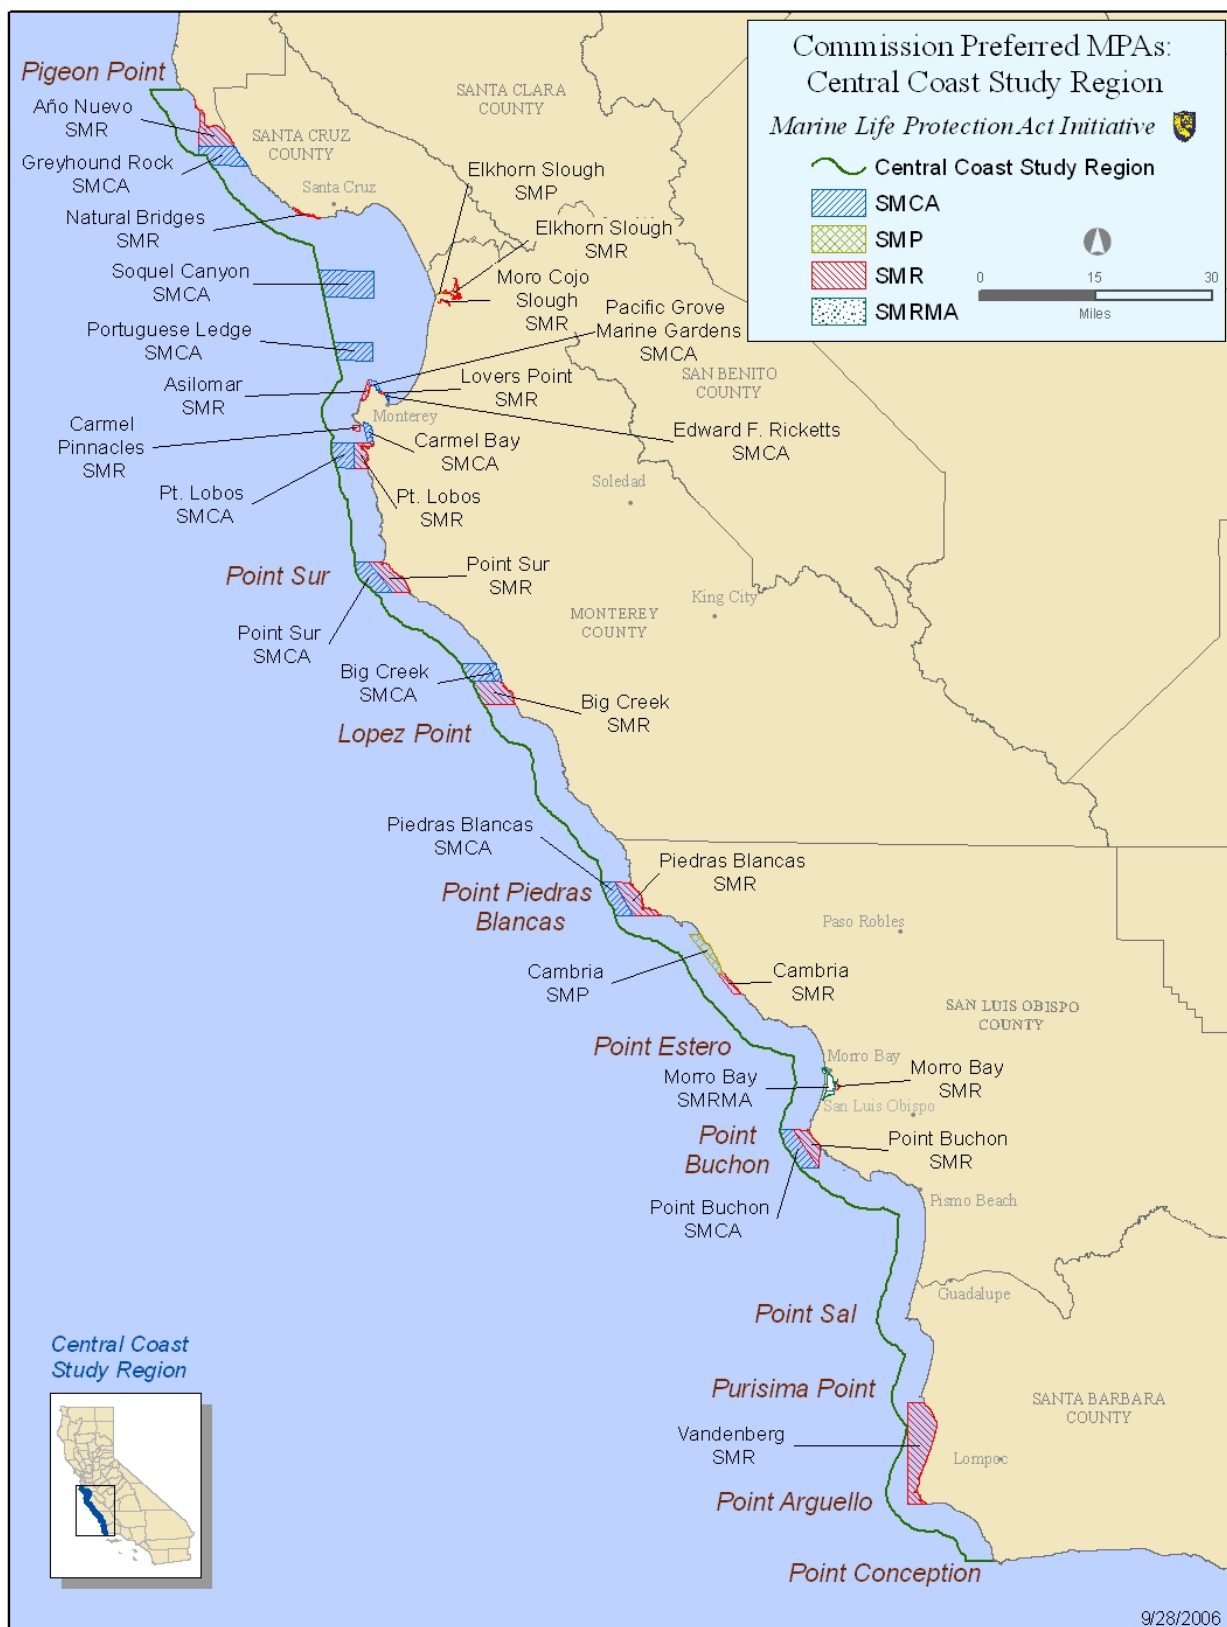 Commission Preferred MPAs:
Central Coast Study Region
Marine Life Protection Act Initiative
Central Coast Study Region
SMCA
SMP
SMR
SMRMA
0
15
30
Miles
Pigeon Point
Año Nuevo
SMR
Greyhound Rock
SMCA
Natural Bridges
SMR
Soquel Canyon
SMCA
Portuguese Ledge
SMCA
Asilomar
SMR
Carmel
Pinnacles
SMR
Pt. Lobos
SMCA
SANTA CLARA
COUNTY
SANTA CRUZ
COUNTY
Santa Cruz
Elkhorn Slough
SMP
Elkhorn Slough
SMR
Moro Cojo
Slough
SMR
Pacific Grove
Marine Gardens
SMCA
Lovers Point
SMR
Monterey
Edward F. Ricketts
SMCA
Carmel Bay
SMCA
Pt. Lobos
SMR
SAN BENITO
COUNTY
Soledad
Point Sur
Point Sur
SMR
Point Sur
SMCA
King City
MONTEREY
COUNTY
Big Creek
SMCA
Big Creek
SMR
Lopez Point
Piedras Blancas
SMCA
Piedras Blancas
SMR
Point Piedras
Blancas
Paso Robles
Cambria
SMP
Cambria
SMR
SAN LUIS OBISPO
COUNTY
Point Estero
Morro Bay
Morro Bay
SMRMA
Morro Bay
SMR
San Luis Obispo
Point
Buchon
Point Buchon
SMR
Point Buchon
SMCA
Pismo Beach
Guadalupe
Point Sal
Purisima Point
SANTA BARBARA
COUNTY
Vandenberg
SMR
Lompoc
Point Arguello
Point Conception
Central Coast
Study Region
9/28/2006